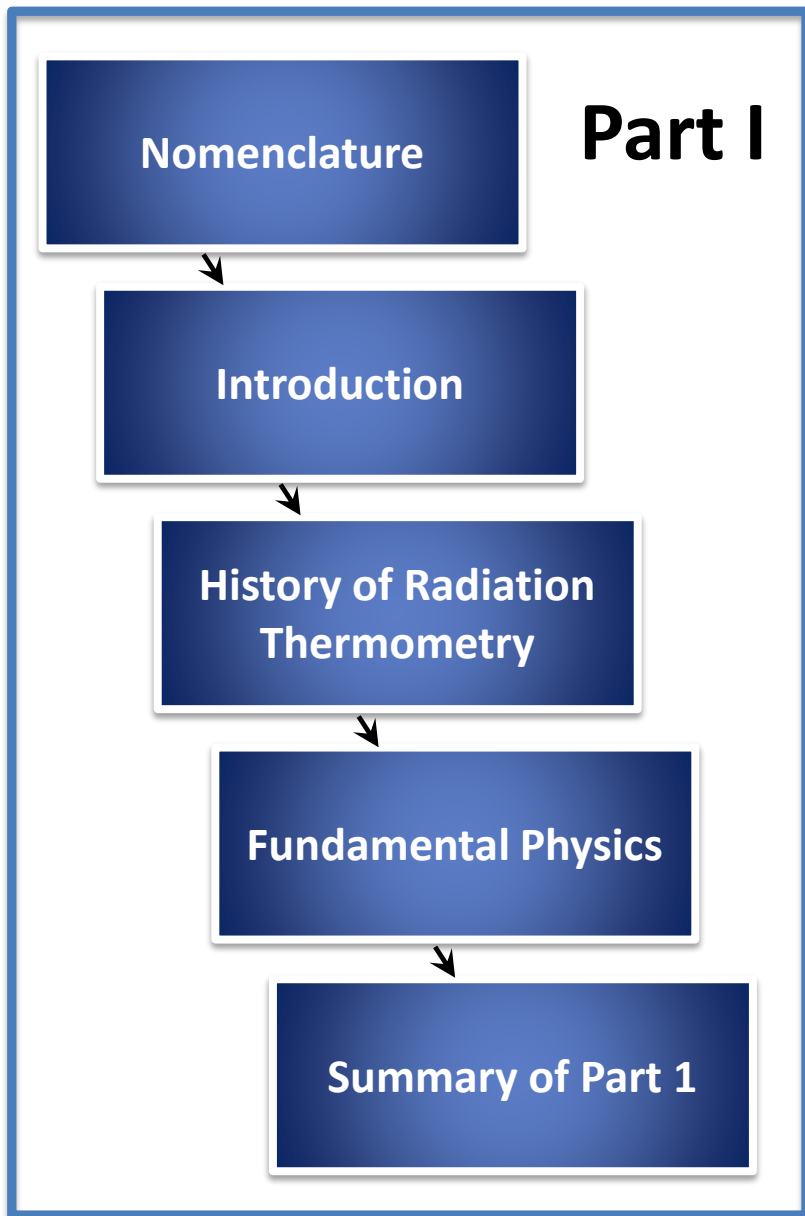 Part I
Nomenclature
Introduction
History of Radiation
Thermometry
Fundamental Physics
Summary of Part 1